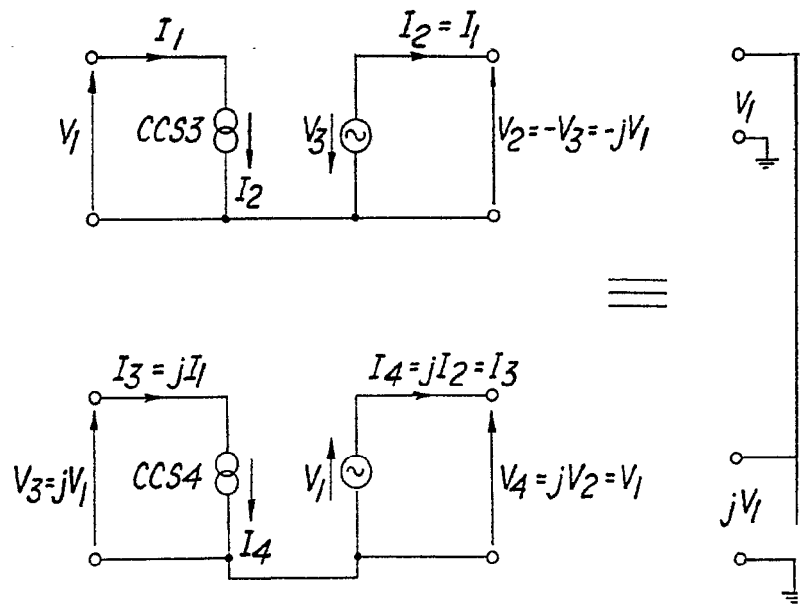 I1
I2 = I1
V1
CCS3
I2
V3
V2=-V3=-jV1
V1
I3 = jI1
I4=jI2=I3
V3=jV1
CCS4
I4
V1
V4=jV2=V1
jV1